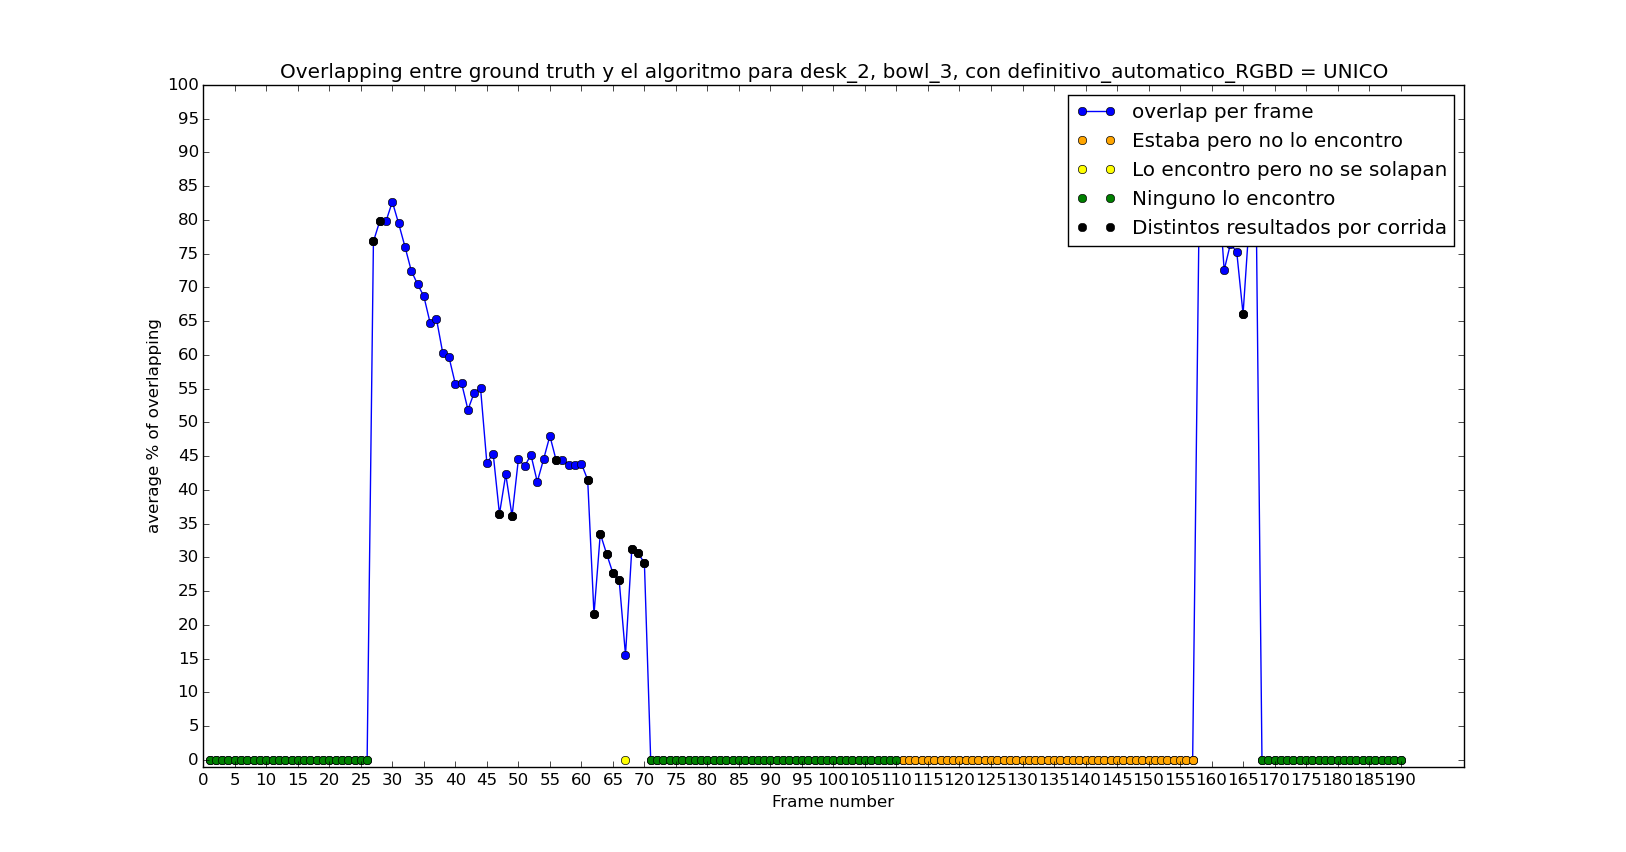 Overlapping entre ground truth y el algoritmo para desk_2, bowl_3, con definitivo_automatico_RGBD = UNICO
100
95
90
85
80
75
70
65
60
55
50
45
40
35
30
25
20
15
10
5
0
average % of overlapping
overlap per frame
Estaba pero no lo encontro
Lo encontro pero no se solapan
Ninguno lo encontro
Distintos resultados por corrida
0 5 10 15 20 25 30 35 40 45 50 55 60 65 70 75 80 85 90 95 100 105 110 115 120 125 130 135 140 145 150 155 160 165 170 175 180 185 190
Frame number